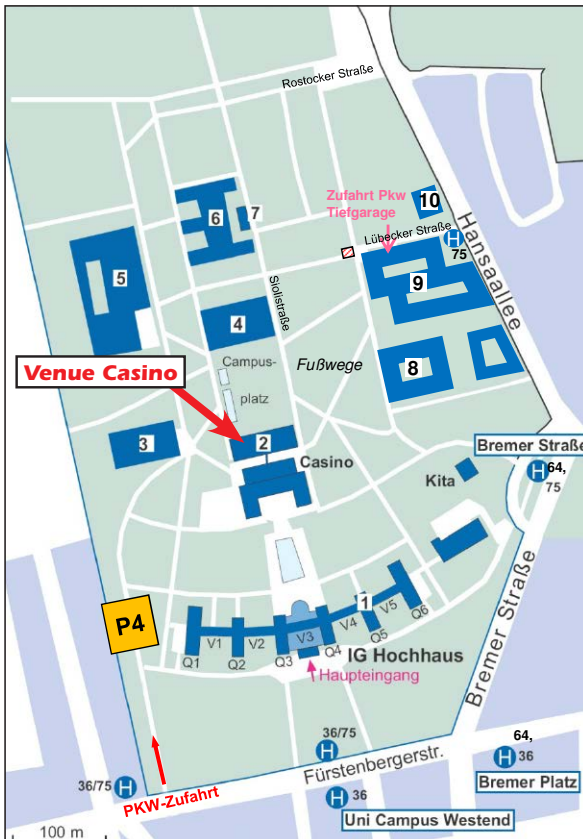 Rostocker Straße
Zufahrt Pkw
Tiefgarage
10
6
7
Lübecker Straße
H
75
Hansaallee
5
9
Siolistraße
4
Campus-
Fußwege
8
Venue Casino
platz
3
2
Bremer Straße
Casino
H
64,
75
Kita
Bremer Straße
P4
1
V1
V2
V3
V4
V5
Q1
Q2
Q3
Q4
Q5
Q6
IG Hochhaus
Haupteingang
36/75
H
64,
H
36
Fürstenbergerstr.
36/75
H
Bremer Platz
PKW-Zufahrt
H
36
Uni Campus Westend
100 m